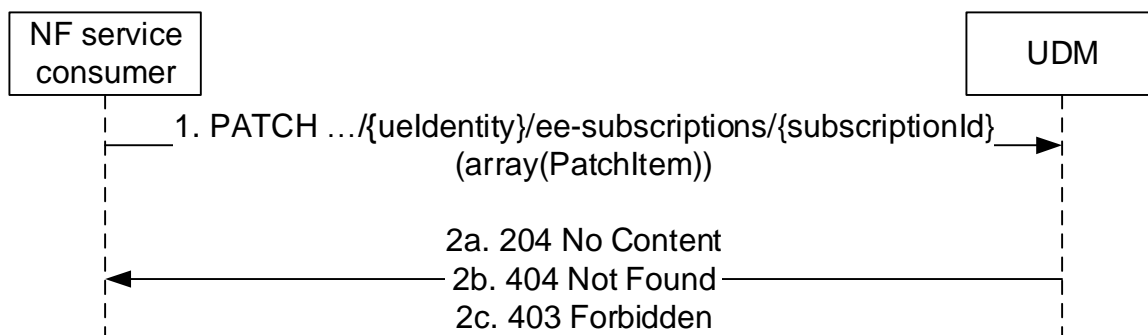 NF service
consumer
UDM
1. PATCH …/{ueIdentity}/ee-subscriptions/{subscriptionId}
(array(PatchItem))
2a. 204 No Content
2b. 404 Not Found
2c. 403 Forbidden